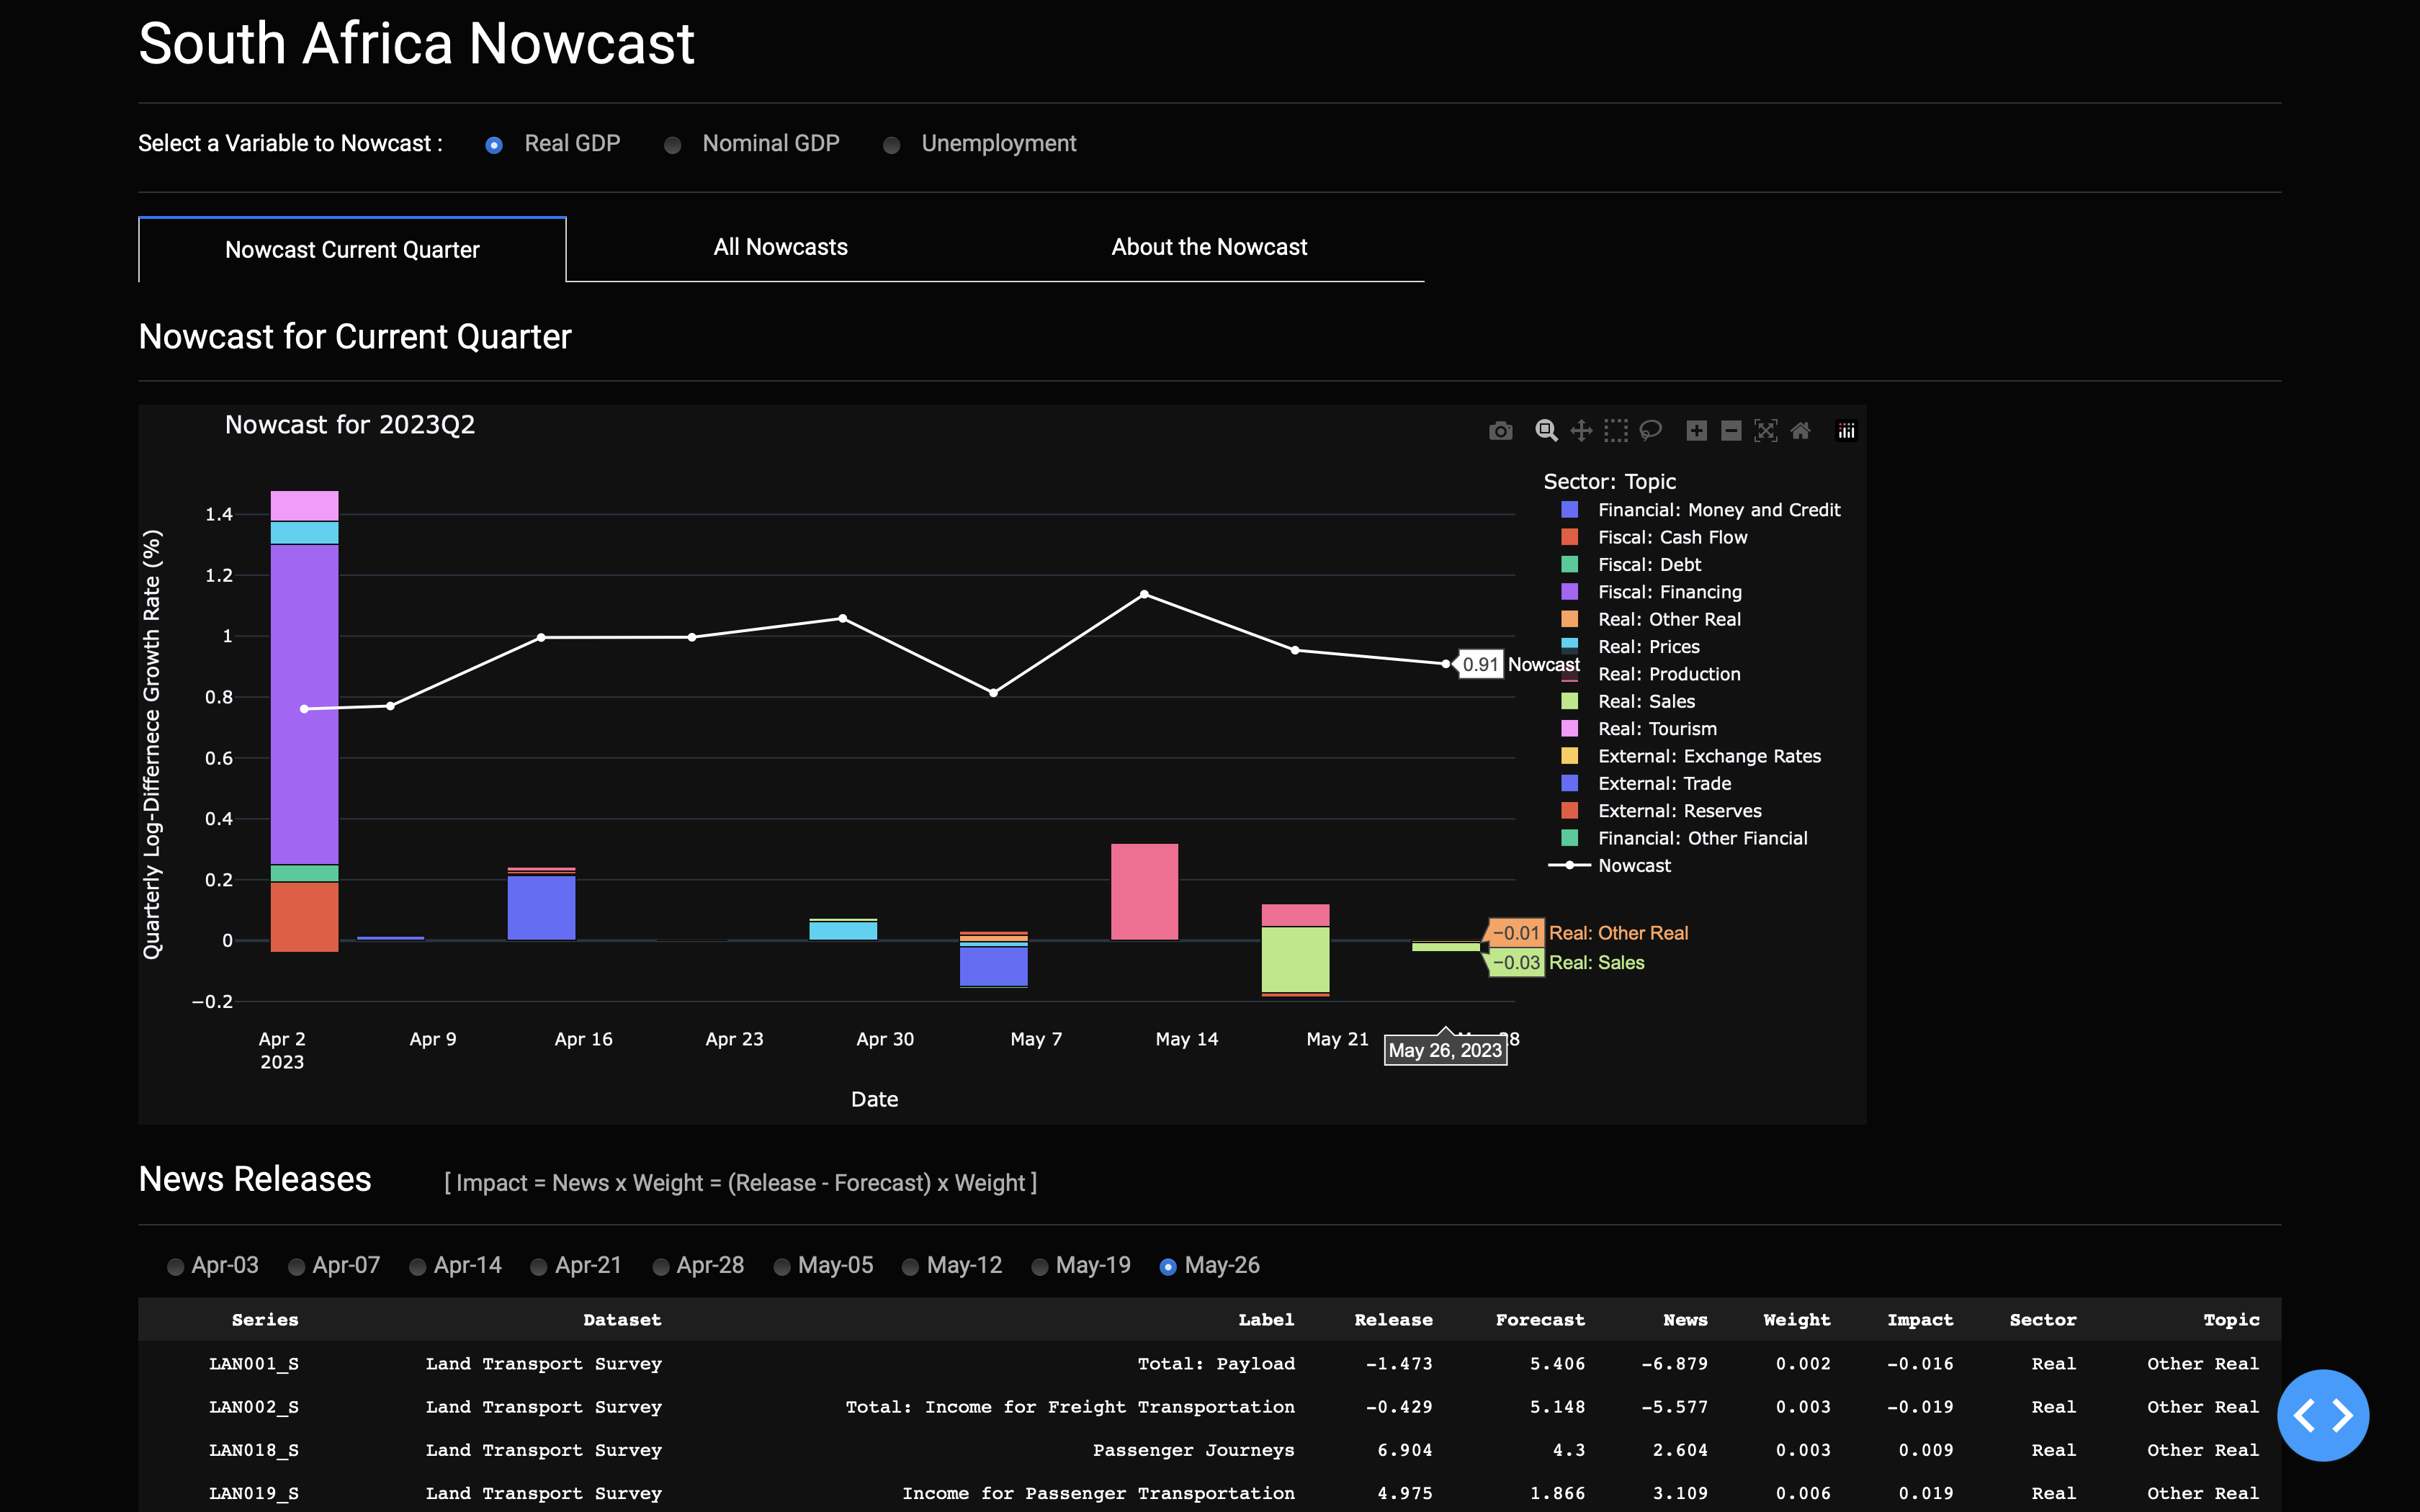 South Africa Nowcast
Select a Variable to Nowcast : Real GDP Nominal GDP Unemployment
Nowcast Current Quarter All Nowcasts About the Nowcast
Nowcast for Current Quarter
Nowcast for 2023Q2
Quarterly Log-Differnece Growth Rate (%)
1.4
1.2
1
0.8
0.6
0.4
0.2
0
−0.2
Apr 2
2023
Apr 9
Apr 16
Apr 23
Apr 30
May 7
May 14
May 21
May 26, 2023
Date
0.91 Nowcast
−0.01 Real: Other Real
−0.03 Real: Sales
Sector: Topic
Financial: Money and Credit
Fiscal: Cash Flow
Fiscal: Debt
Fiscal: Financing
Real: Other Real
Real: Prices
Real: Production
Real: Sales
Real: Tourism
External: Exchange Rates
External: Trade
External: Reserves
Financial: Other Fiancial
Nowcast
News Releases [ Impact = News x Weight = (Release - Forecast) x Weight ]
Apr-03 Apr-07 Apr-14 Apr-21 Apr-28 May-05 May-12 May-19 May-26
Series Dataset Label Release Forecast News Weight Impact Sector Topic
LAN001_S Land Transport Survey Total: Payload -1.473 5.406 -6.879 0.002 -0.016 Real Other Real
LAN002_S Land Transport Survey Total: Income for Freight Transportation -0.429 5.148 -5.577 0.003 -0.019 Real Other Real
LAN018_S Land Transport Survey Passenger Journeys 6.904 4.3 2.604 0.003 0.009 Real Other Real
LAN019_S Land Transport Survey Income for Passenger Transportation 4.975 1.866 3.109 0.006 0.019 Real Other Real